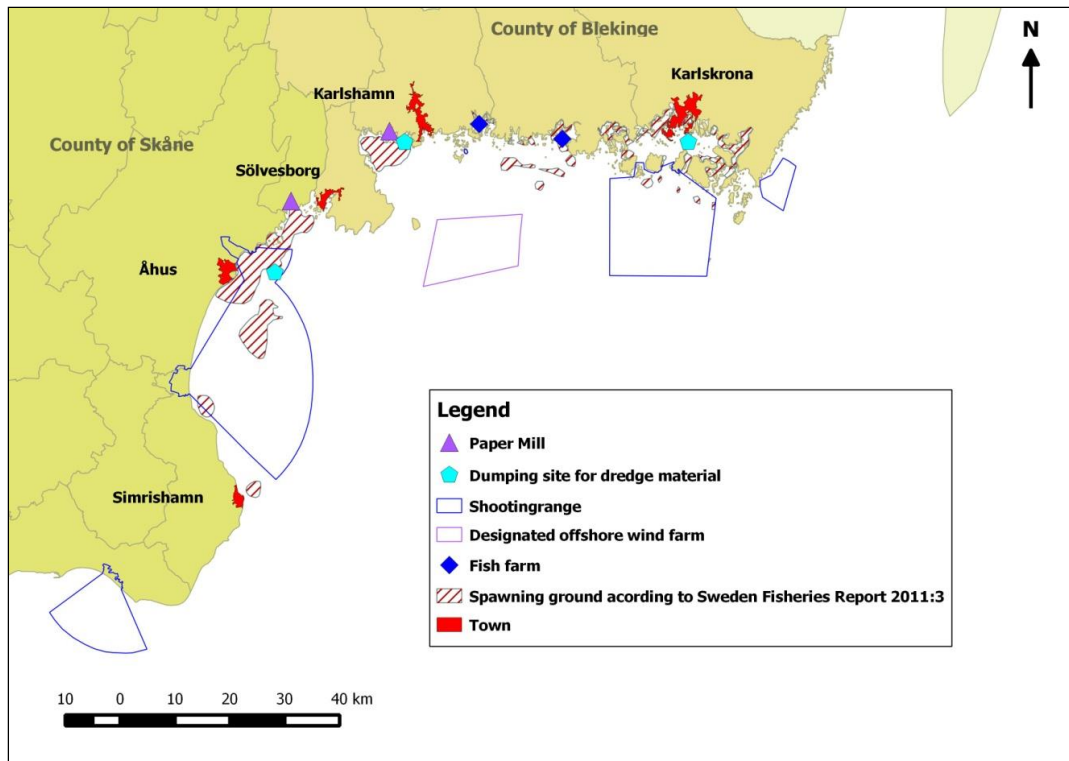 County of Blekinge
N
Karlskrona
Karlshamn
County of Skåne
Sölvesborg
Åhus
Simrishamn
Legend
Paper Mill
Dumping site for dredge material
Shootingrange
Designated offshore wind farm
Fish farm
Spawning ground acording to Sweden Fisheries Report 2011:3
Town
10 0 10 20 30 40 km